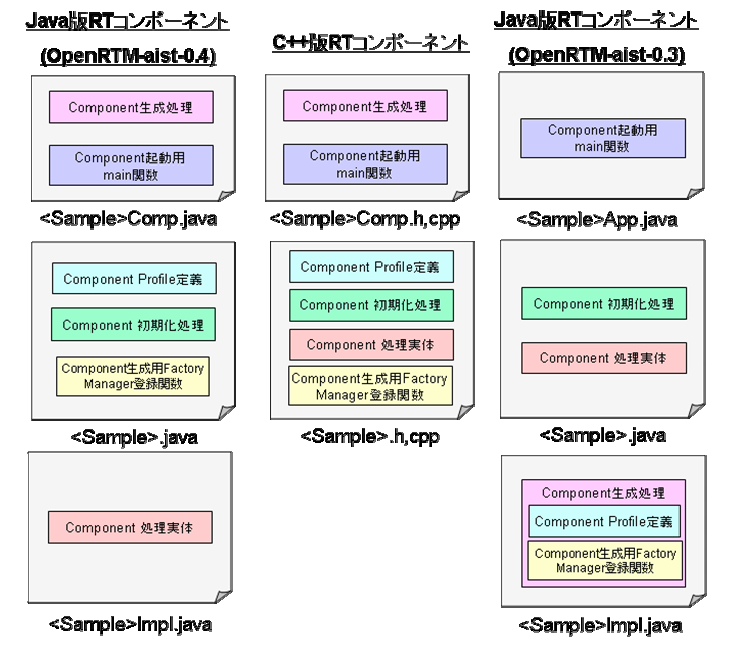 Java版RTコンポーネント
(OpenRTM-aist-0.4)
Component生成処理
Component起動用
main関数
<Sample>Comp.java
Component Profile定義
Component 初期化処理
Component生成用Factory
Manager登録関数
<Sample>.java
Component 処理実体
<Sample>Impl.java
C++版RTコンポーネント
Component生成処理
Component起動用
main関数
<Sample>Comp.h,cpp
Component Profile定義
Component 初期化処理
Component 処理実体
Component生成用Factory
Manager登録関数
<Sample>.h,cpp
Java版RTコンポーネント
(OpenRTM-aist-0.3)
Component起動用
main関数
<Sample>App.java
Component 初期化処理
Component 処理実体
<Sample>.java
Component生成処理
Component Profile定義
Component生成用Factory
Manager登録関数
<Sample>Impl.java